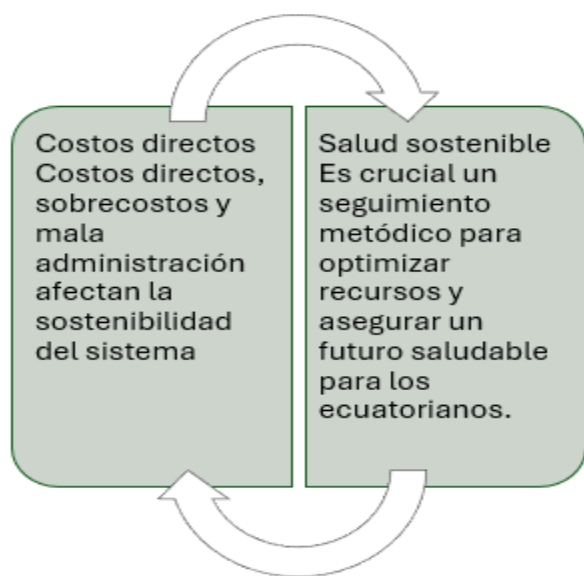 Costos directos
Costos directos,
sobrecostos y
mala
administración
afectan la
sostenibilidad
del sistema
Salud sostenible
Es crucial un
seguimiento
metódico para
optimizar
recursos y
asegurar un
futuro saludable
para los
ecuatorianos.